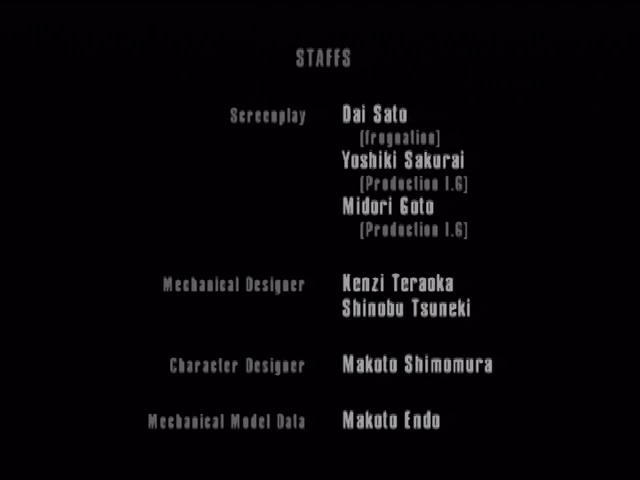 STAFFS
Screenplay Dai Sato
[frognation]
Yoshiki Sakurai
[Production I.G]
Midori Goto
[Production I.G]
Mechanical Designer Kenzi Teraoka
Shinobu Tsuneki
Character Designer Makoto Shimomura
Mechanical Model Data Makoto Endo